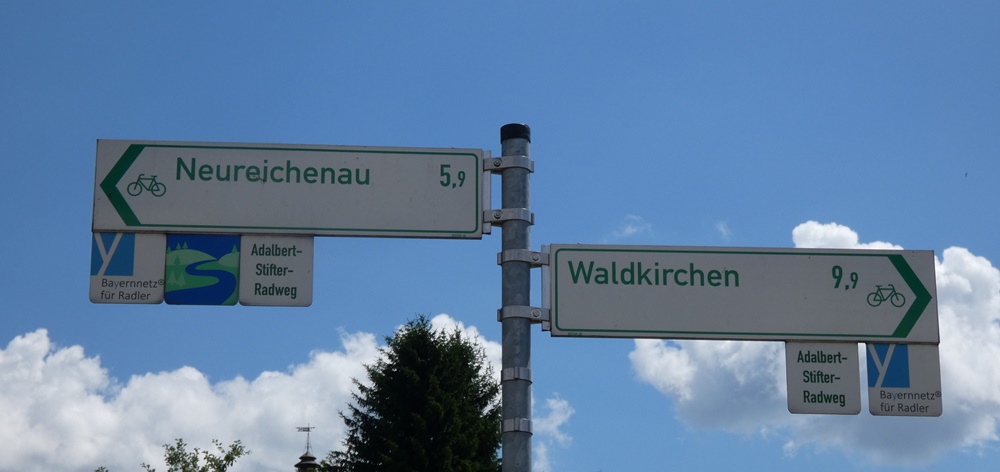 Neureichenau 5,9
Bayernnetz®
für Radler
Adalbert-
Stifter-
Radweg
Waldkirchen 9,9
Adalbert-
Stifter-
Radweg
Bayernnetz®
für Radler